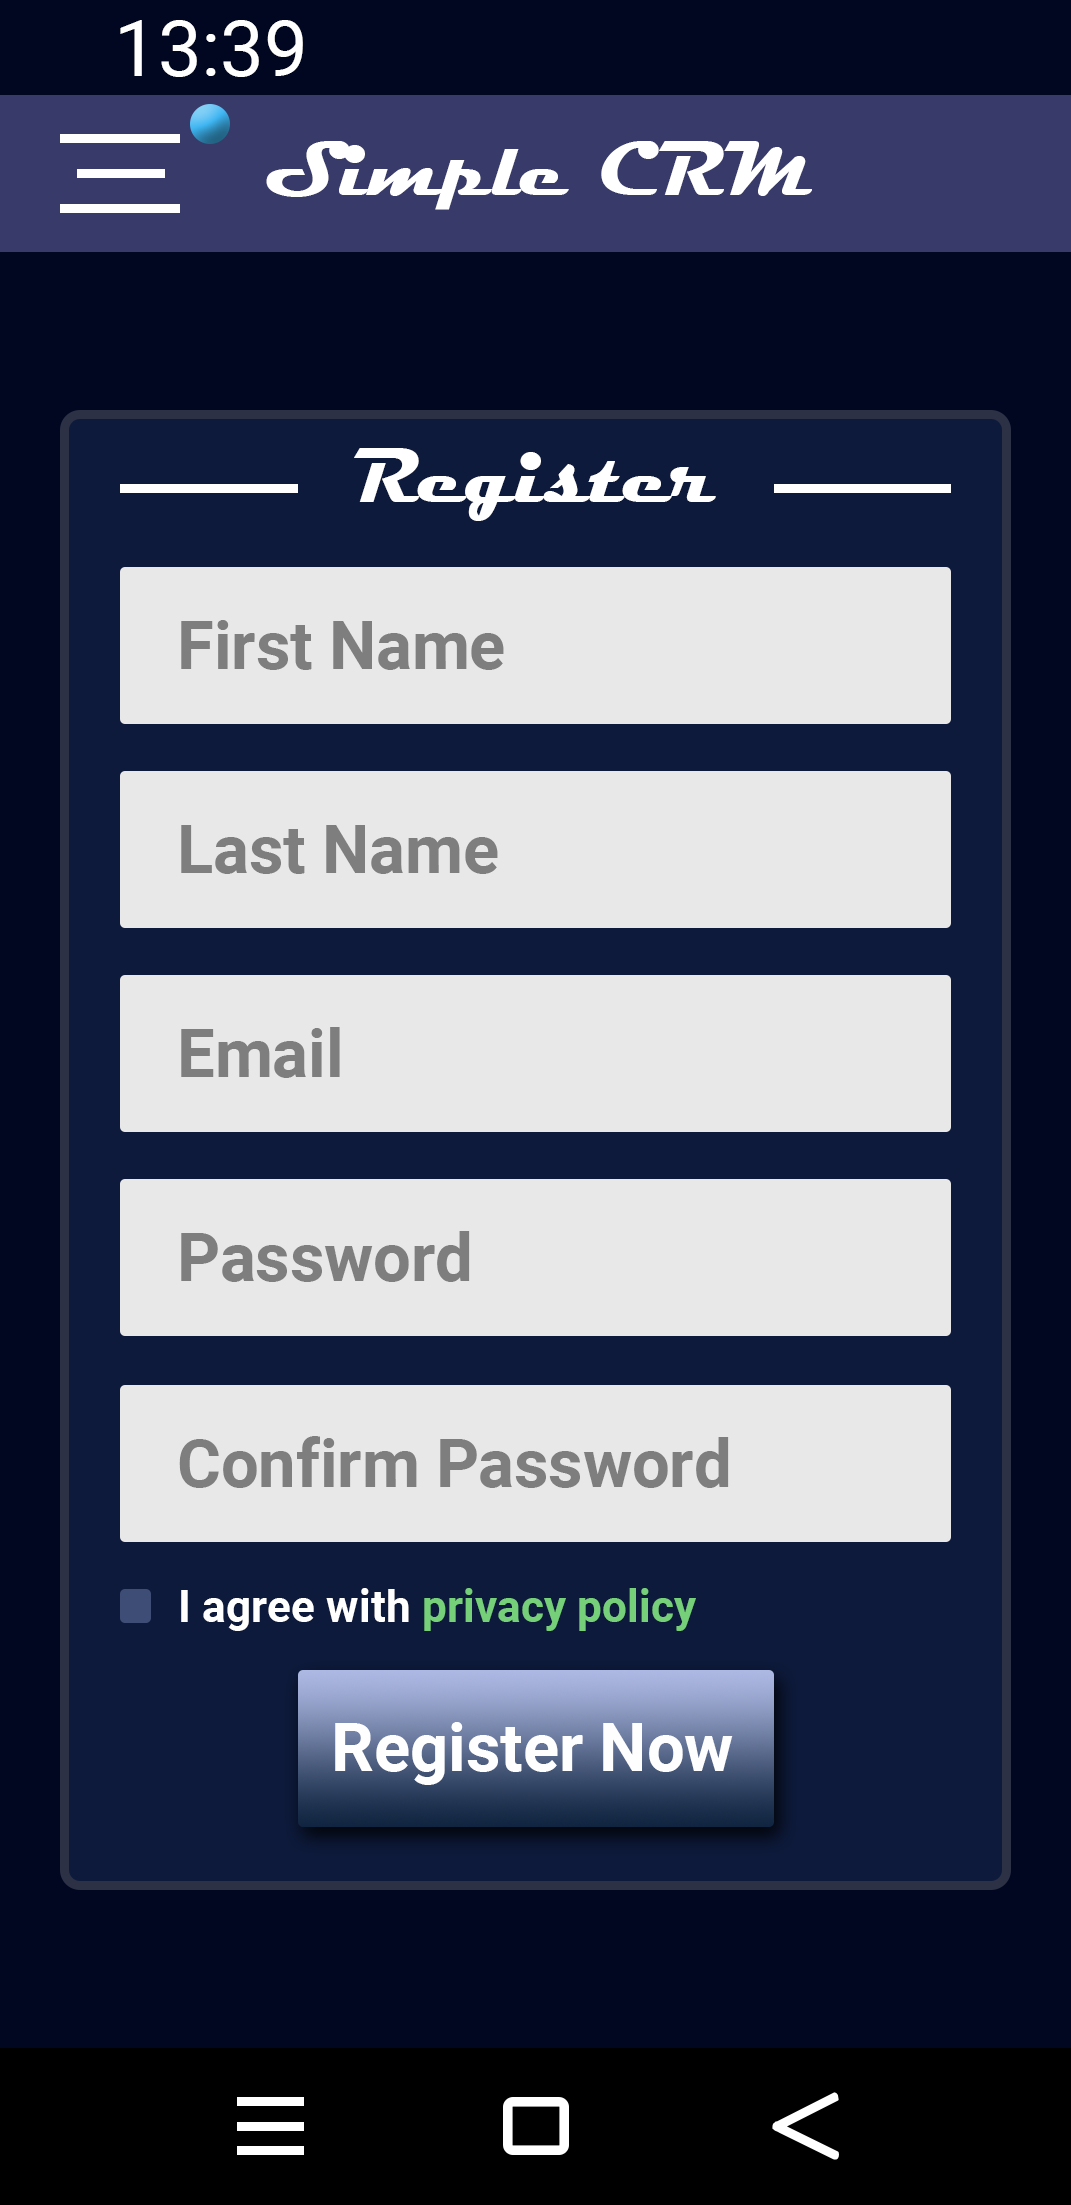 13:39
Simple CRM
Register
First Name
Last Name
Email
Password
Confirm Password
I agree with privacy policy
Register Now